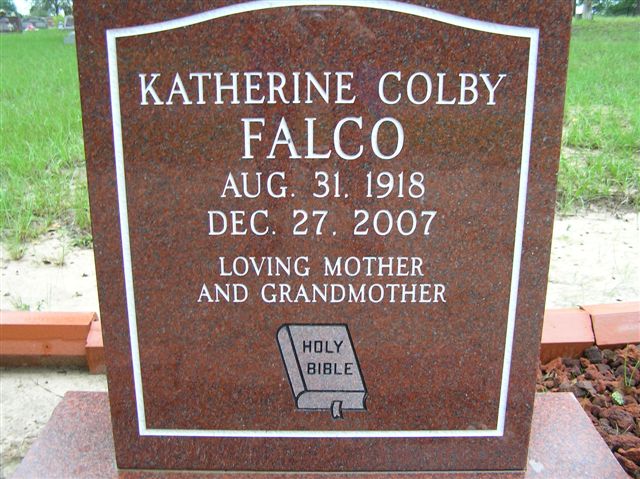 KATHERINE COLBY
FALCO
AUG. 31, 1918
DEC. 27, 2007
LOVING MOTHER
AND GRANDMOTHER
HOLY
BIBLE